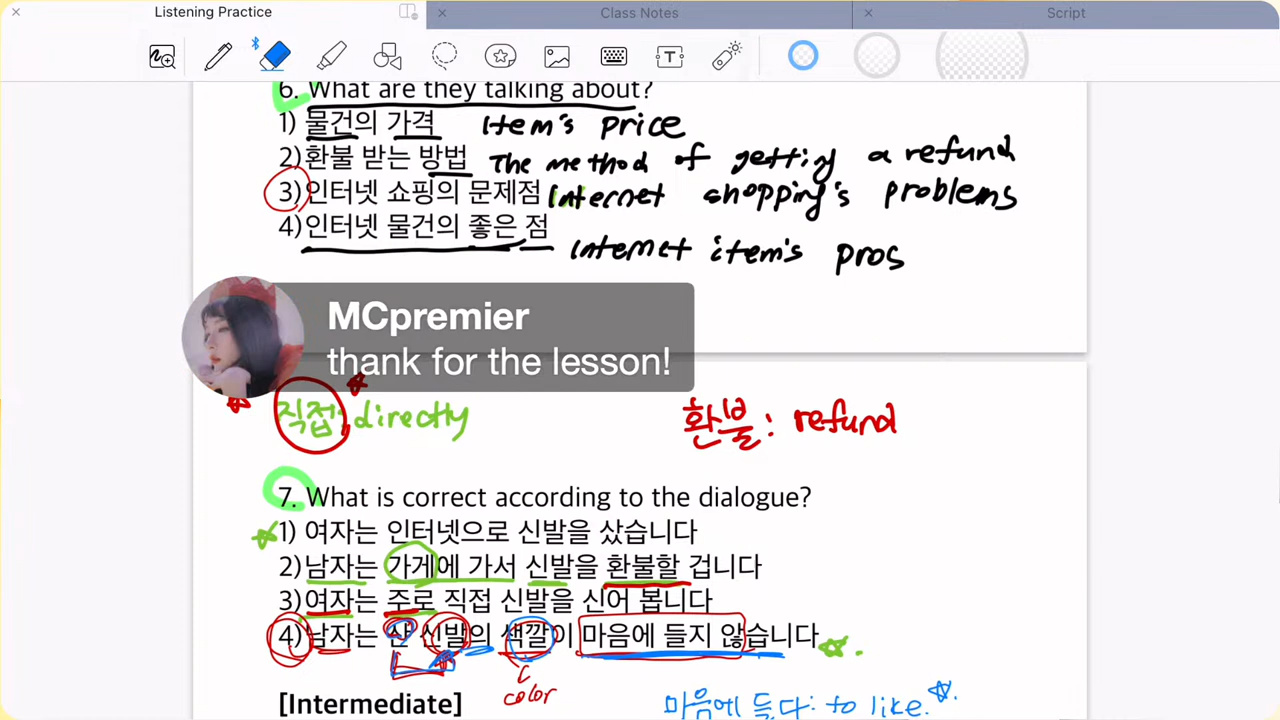 Listening Practice Class Notes Script
6. What are they talking about?
1) 물건의 가격 Item's price
2) 환불 받는 방법 The method of getting a refund
3) 인터넷 쇼핑의 문제점 Internet shopping's problems
4) 인터넷 물건의 좋은 점
Internet item's pros
MCpremier
thank for the lesson!
직접: directly 환불: refund
7. What is correct according to the dialogue?
1) 여자는 인터넷으로 신발을 샀습니다
2) 남자는 가게에 가서 신발을 환불할 겁니다
3) 여자는 주로 직접 신발을 신어 봅니다
4) 남자는 산 신발의 색깔이 마음에 들지 않습니다
color
[Intermediate] 마음에 들다: to like.